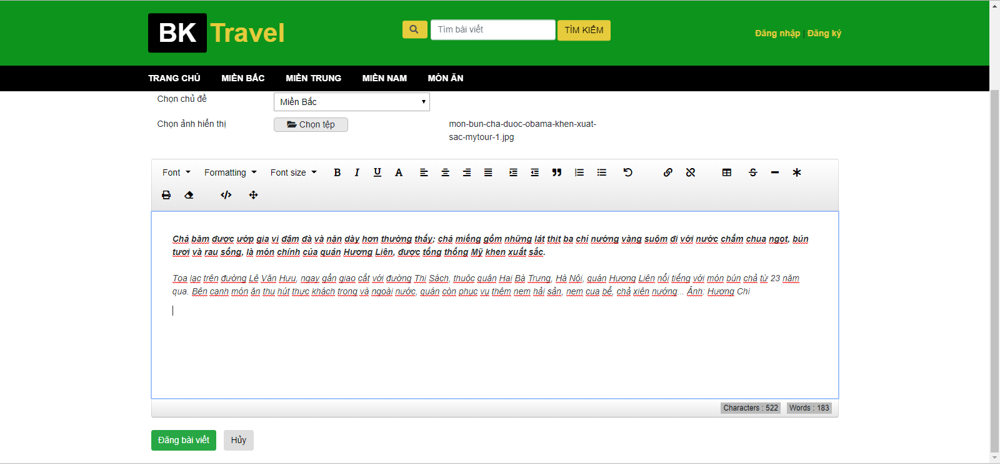 BK Travel
Tìm bài viết
TÌM KIẾM
Đăng nhập | Đăng ký
TRANG CHỦ MIỀN BẮC MIỀN TRUNG MIỀN NAM MÓN ĂN
Chọn chủ đề
Miền Bắc
Chọn ảnh hiển thị
Chọn tệp
mon-bun-cha-duoc-obama-khen-xuat-
sac-mytour-1.jpg
Font Formatting Font size
Chả băm được ướp gia vị đậm đà và nặn dày hơn thường thấy; chả miếng gồm những lát thịt ba chỉ nướng vàng suộm đi với nước chấm chua ngọt, bún
tươi và rau sống, là món chính của quán Hương Liên, được tổng thống Mỹ khen xuất sắc.
Tọa lạc trên đường Lê Văn Hưu, ngay gần giao cắt với đường Thi Sách, thuộc quận Hai Bà Trưng, Hà Nội, quán Hương Liên nổi tiếng với món bún chả từ 23 năm
qua. Bên cạnh món ăn thu hút thực khách trong và ngoài nước, quán còn phục vụ thêm nem hải sản, nem cua bể, chả xiên nướng... Ảnh: Hương Chi
Characters : 522 Words : 183
Đăng bài viết Hủy